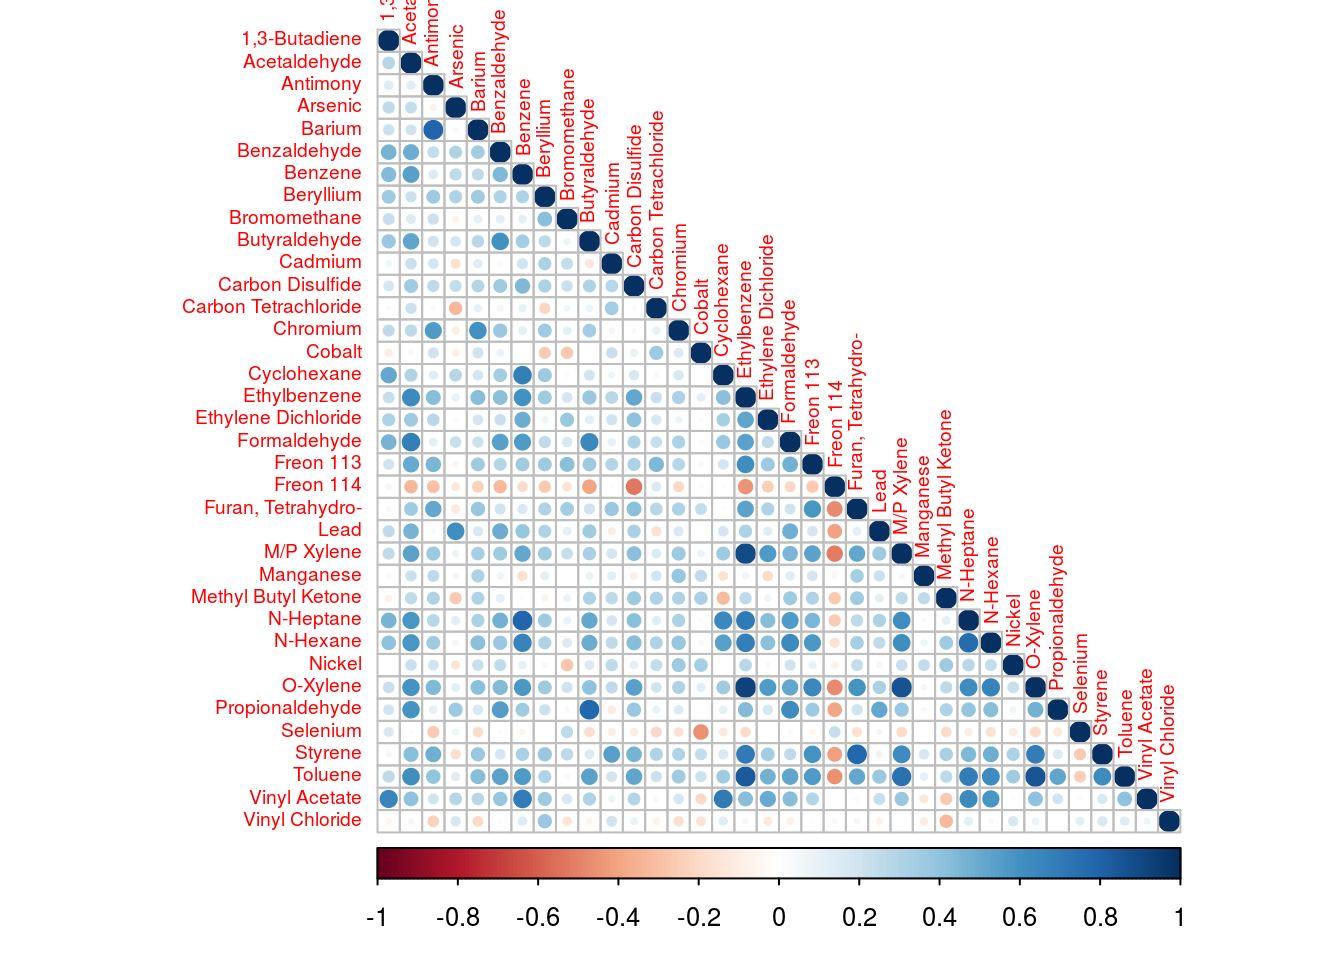 1,3-Butadiene
Acetaldehyde
Antimony
Arsenic
Barium
Benzaldehyde
Benzene
Beryllium
Bromomethane
Butyraldehyde
Cadmium
Carbon Disulfide
Carbon Tetrachloride
Chromium
Cobalt
Cyclohexane
Ethylbenzene
Ethylene Dichloride
Formaldehyde
Freon 113
Freon 114
Furan, Tetrahydro-
Lead
M/P Xylene
Manganese
Methyl Butyl Ketone
N-Heptane
N-Hexane
Nickel
O-Xylene
Propionaldehyde
Selenium
Styrene
Toluene
Vinyl Acetate
Vinyl Chloride
1,3
Aceta
Antimon
Arsenic
Barium
Benzaldehyde
Benzene
Beryllium
Bromomethane
Butyraldehyde
Cadmium
Carbon Disulfide
Carbon Tetrachloride
Chromium
Cobalt
Cyclohexane
Ethylbenzene
Ethylene Dichloride
Formaldehyde
Freon 113
Freon 114
Furan, Tetrahydro-
Lead
M/P Xylene
Manganese
Methyl Butyl Ketone
N-Heptane
N-Hexane
Nickel
O-Xylene
Propionaldehyde
Selenium
Styrene
Toluene
Vinyl Acetate
Vinyl Chloride
-1 -0.8 -0.6 -0.4 -0.2 0 0.2 0.4 0.6 0.8 1